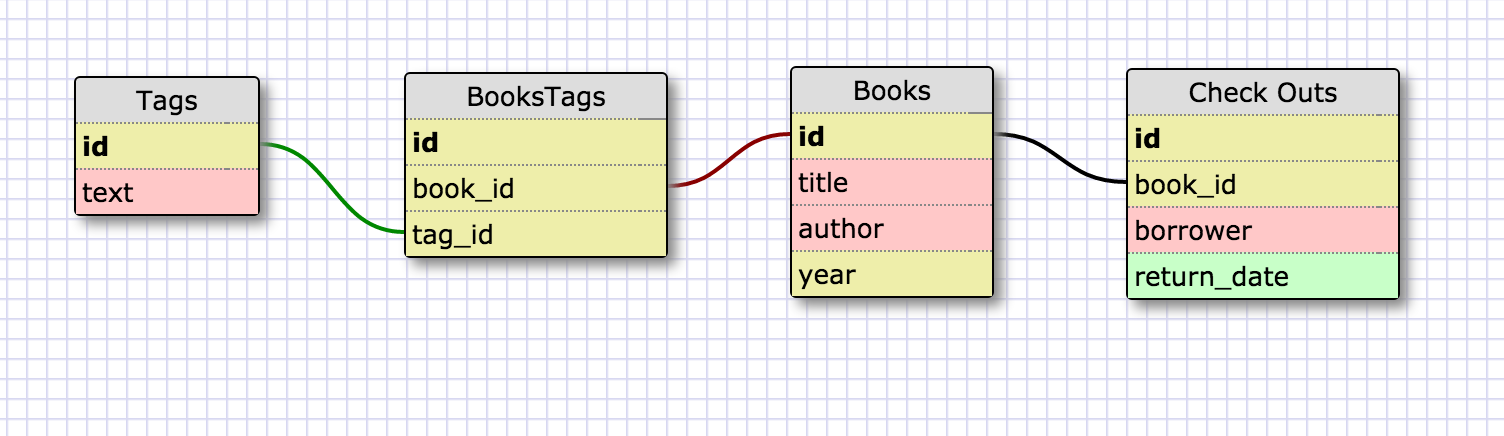 Tags
id
text
BooksTags
id
book_id
tag_id
Books
id
title
author
year
Check Outs
id
book_id
borrower
return_date